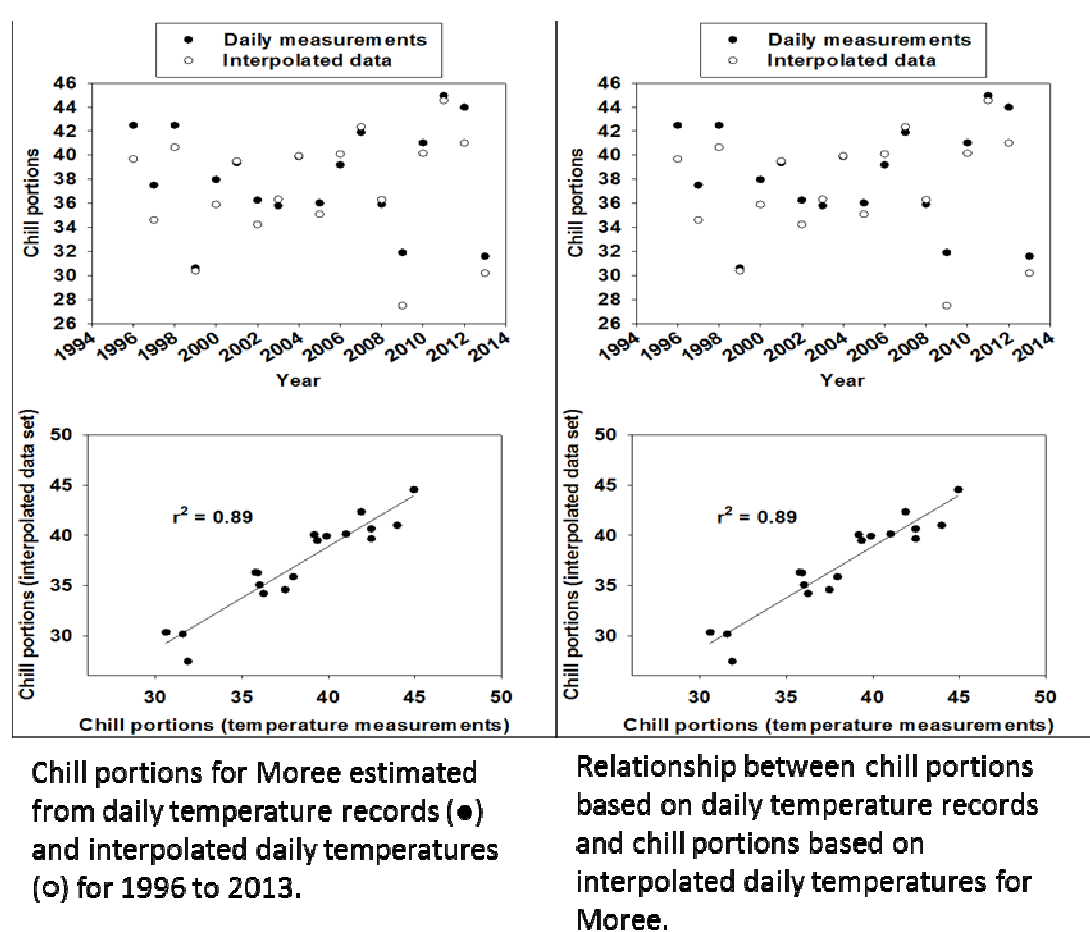 Daily measurements
Interpolated data
46
44
42
40
38
36
34
32
30
28
26
Chill portions
1994 1996 1998 2000 2002 2004 2006 2008 2010 2012 2014
Year
50
45
40
35
30
Chill portions (interpolated data set)
r² = 0.89
30 35 40 45 50
Chill portions (temperature measurements)
Chill portions for Moree estimated
from daily temperature records (●)
and interpolated daily temperatures
(○) for 1996 to 2013.
Daily measurements
Interpolated data
46
44
42
40
38
36
34
32
30
28
26
Chill portions
1994 1996 1998 2000 2002 2004 2006 2008 2010 2012 2014
Year
50
45
40
35
30
Chill portions (interpolated data set)
r² = 0.89
30 35 40 45 50
Chill portions (temperature measurements)
Relationship between chill portions
based on daily temperature records
and chill portions based on
interpolated daily temperatures for
Moree.